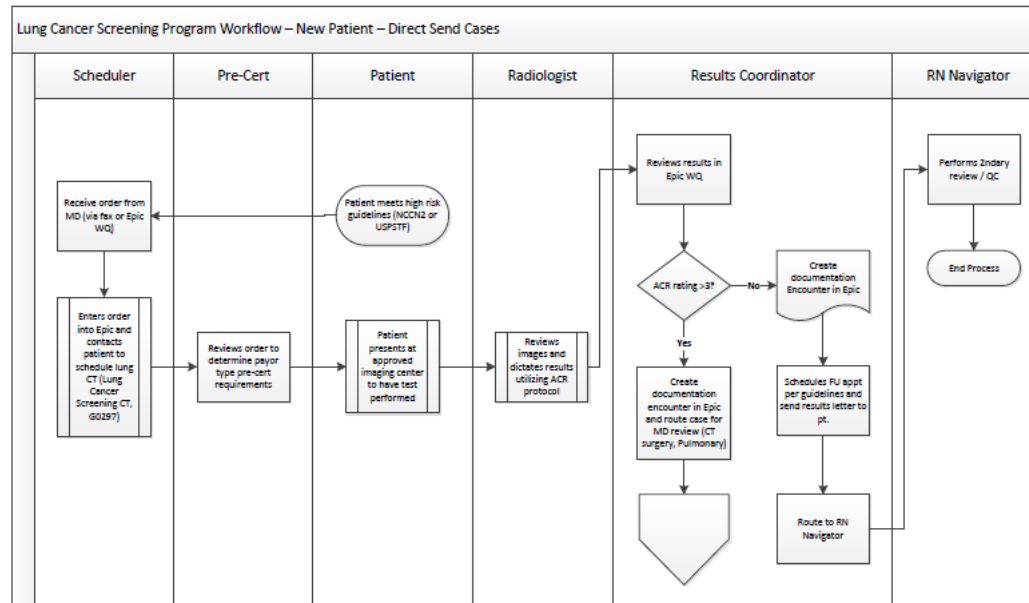 Lung Cancer Screening Program Workflow – New Patient – Direct Send Cases
Scheduler
Pre-Cert
Patient
Radiologist
Results Coordinator
RN Navigator
Receive order from
MD (via fax or Epic
WQ)
Patient meets high risk
guidelines (NCCN2 or
USPSTF)
Enters order
into Epic and
contacts
patient to
schedule lung
CT (Lung
Cancer
Screening CT,
G0297)
Reviews order to
determine payor
type pre-cert
requirements
Patient
presents at
approved
imaging center
to have test
performed
Reviews
images and
dictates results
utilizing ACR
protocol
Reviews results in
Epic WQ
ACR rating >3?
No
Yes
Create
documentation
Encounter in Epic
Create
documentation
encounter in Epic
and route case for
MD review (CT
surgery, Pulmonary)
Schedules FU appt
per guidelines and
send results letter to
pt.
Route to RN
Navigator
Performs 2ndary
review / QC
End Process